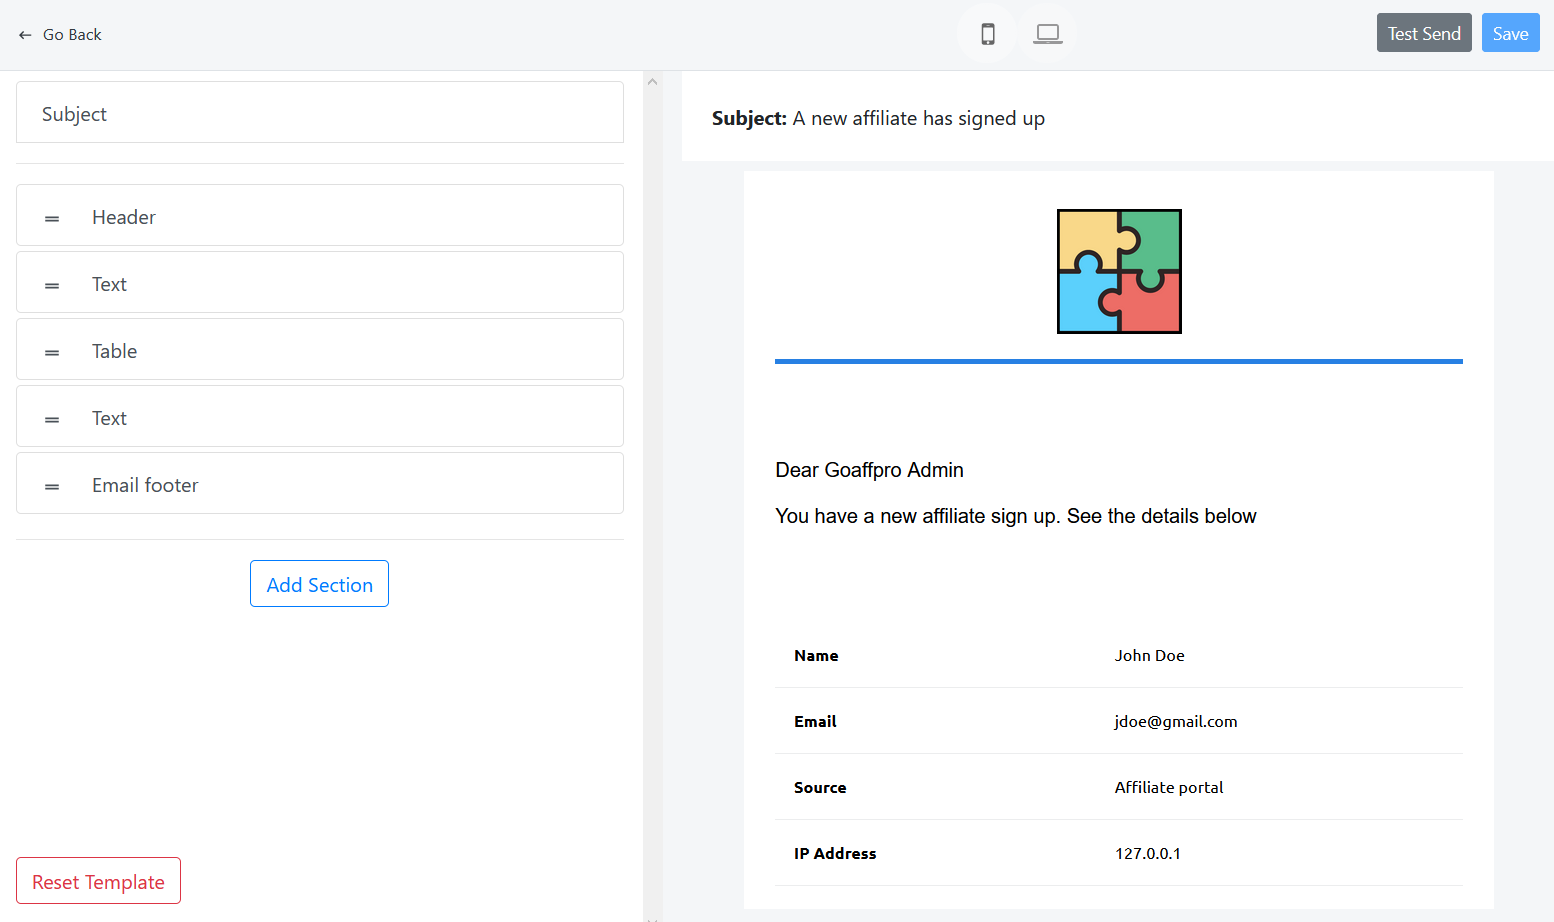 Go Back
Test Send
Save
Subject
Header
Text
Table
Text
Email footer
Add Section
Reset Template
Subject: A new affiliate has signed up
Dear Goaffpro Admin
You have a new affiliate sign up. See the details below
Name John Doe
Email jdoe@gmail.com
Source Affiliate portal
IP Address 127.0.0.1